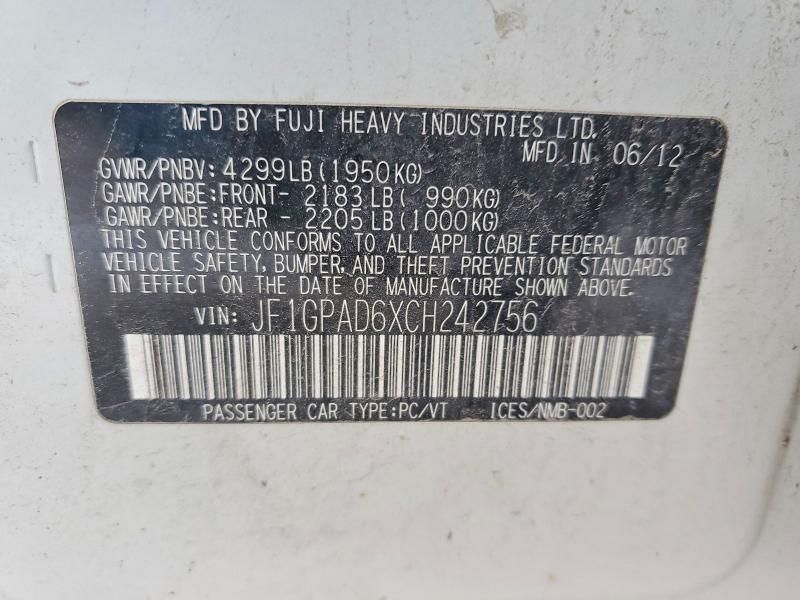 MFD BY FUJI HEAVY INDUSTRIES LTD.
MFD IN 06/12
GVWR/PNBV: 4299LB (1950KG)
GAWR/PNBE: FRONT- 2183LB ( 990KG)
GAWR/PNBE: REAR - 2205LB (1000KG)
THIS VEHICLE CONFORMS TO ALL APPLICABLE FEDERAL MOTOR
VEHICLE SAFETY, BUMPER, AND THEFT PREVENTION STANDARDS
IN EFFECT ON THE DATE OF MANUFACTURE SHOWN ABOVE.
VIN: JF1GPAD6XCH242756
PASSENGER CAR TYPE: PC/VT ICES/NMB-002